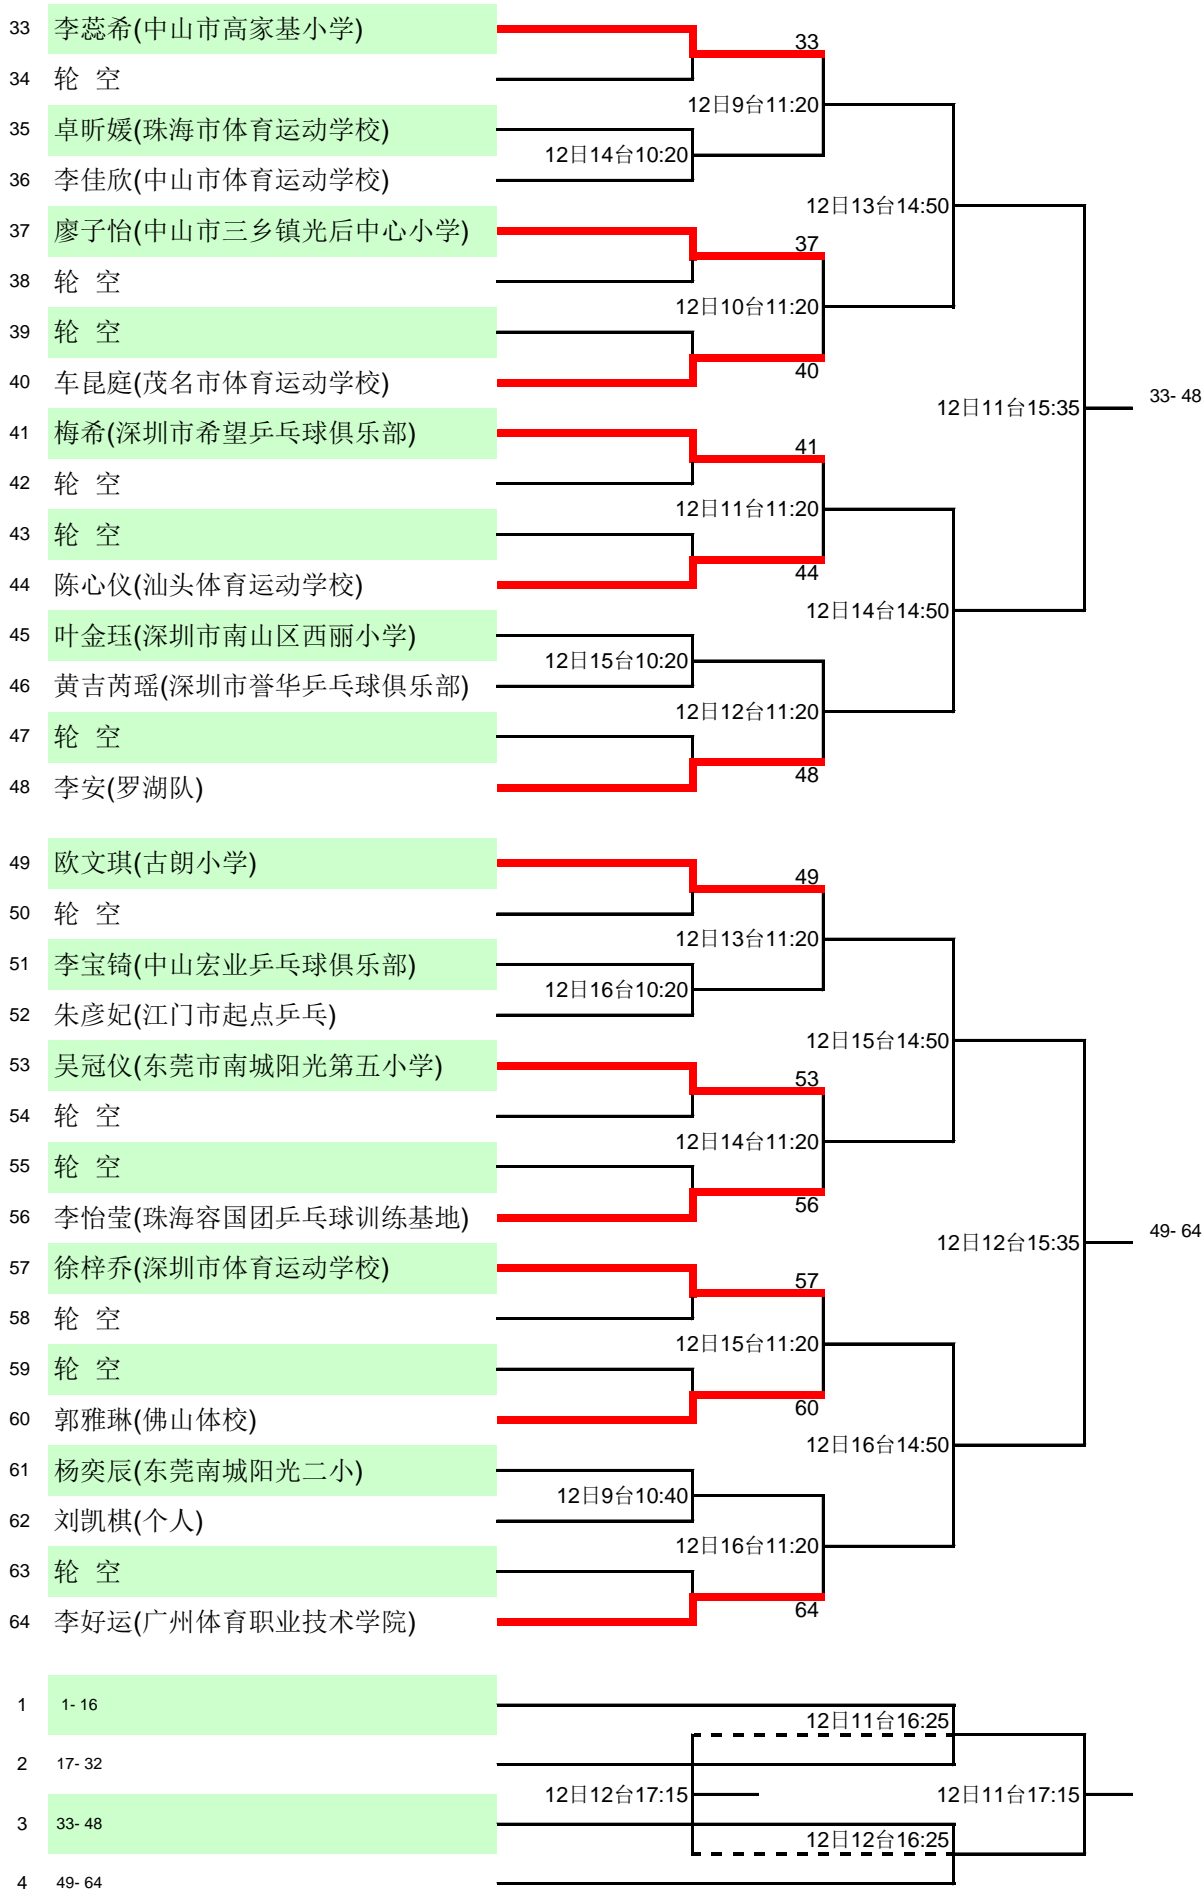 33 李蕊希(中山市高家基小学)
33
34 轮 空
12日9台11:20
35 卓昕媛(珠海市体育运动学校)
12日14台10:20
36 李佳欣(中山市体育运动学校)
12日13台14:50
37 廖子怡(中山市三乡镇光后中心小学)
37
38 轮 空
12日10台11:20
39 轮 空
40 车昆庭(茂名市体育运动学校)
40
12日11台15:35
33- 48
41 梅希(深圳市希望乒乓球俱乐部)
41
42 轮 空
12日11台11:20
43 轮 空
44 陈心仪(汕头体育运动学校)
44
12日14台14:50
45 叶金珏(深圳市南山区西丽小学)
12日15台10:20
46 黄吉芮瑶(深圳市誉华乒乓球俱乐部)
12日12台11:20
47 轮 空
48 李安(罗湖队)
48
49 欧文琪(古朗小学)
49
50 轮 空
12日13台11:20
51 李宝锜(中山宏业乒乓球俱乐部)
12日16台10:20
52 朱彦妃(江门市起点乒乓)
12日15台14:50
53 吴冠仪(东莞市南城阳光第五小学)
53
54 轮 空
12日14台11:20
55 轮 空
56 李怡莹(珠海容国团乒乓球训练基地)
56
12日12台15:35
49- 64
57 徐梓乔(深圳市体育运动学校)
57
58 轮 空
12日15台11:20
59 轮 空
60 郭雅琳(佛山体校)
60
12日16台14:50
61 杨奕辰(东莞南城阳光二小)
12日9台10:40
62 刘凯棋(个人)
12日16台11:20
63 轮 空
64 李好运(广州体育职业技术学院)
64
1 1- 16
12日11台16:25
2 17- 32
12日12台17:15
12日11台17:15
3 33- 48
12日12台16:25
4 49- 64